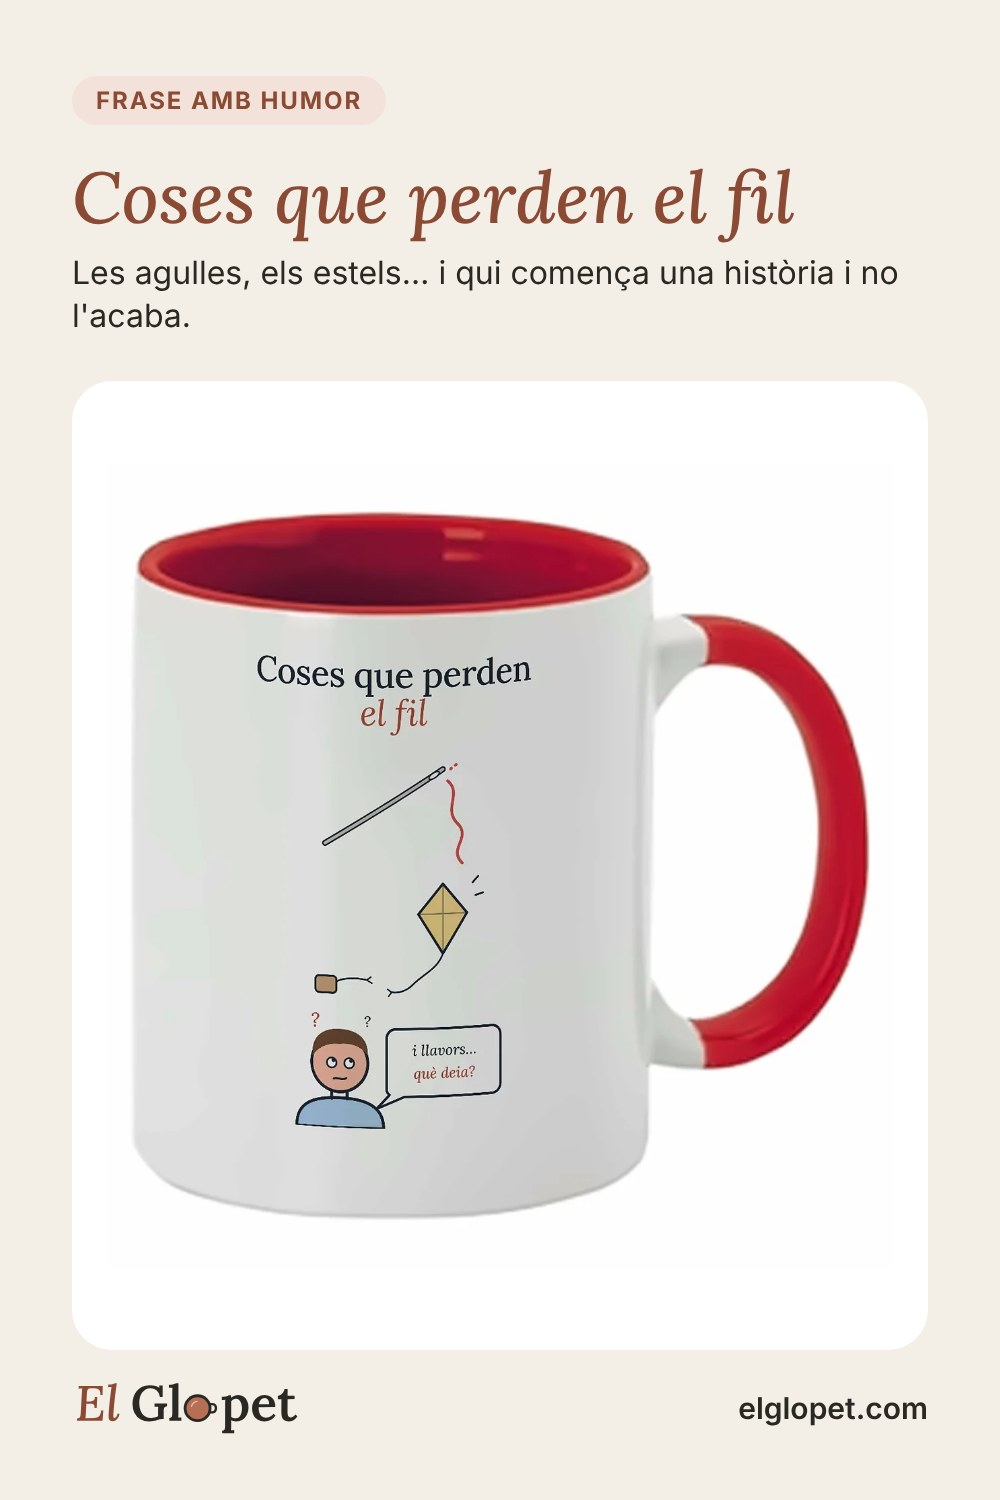 FRASE AMB HUMOR
Coses que perden el fil
Les agulles, els estels... i qui comença una història i no
l'acaba.
Coses que perden
el fil
? ?
i llavors...
què deia?
El Glopet
elglopet.com